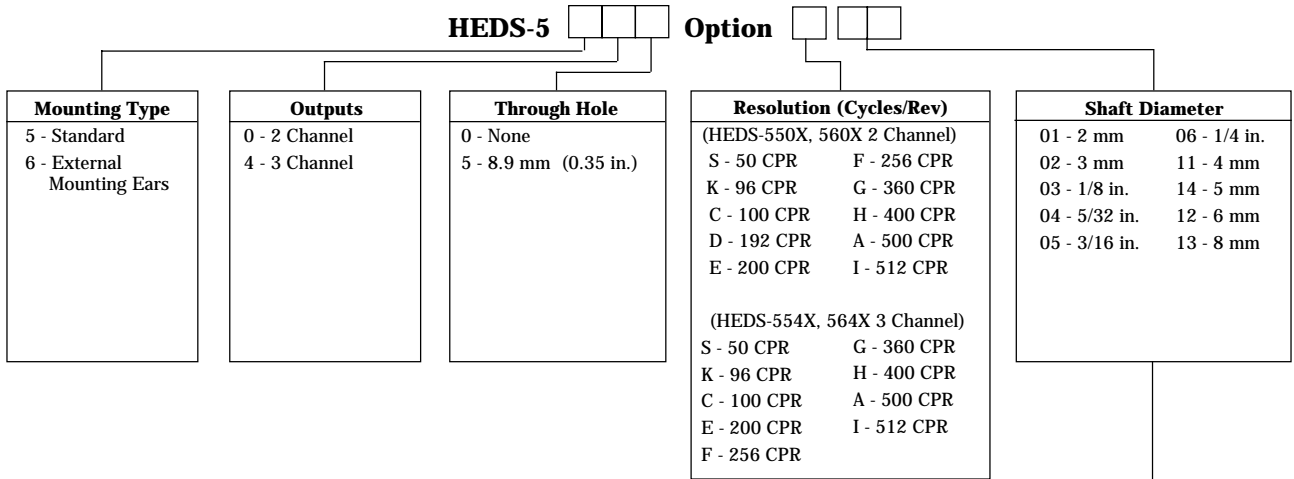 HEDS-5 Option
Mounting Type
5 - Standard
6 - External
Mounting Ears
Outputs
0 - 2 Channel
4 - 3 Channel
Through Hole
0 - None
5 - 8.9 mm (0.35 in.)
Resolution (Cycles/Rev)
(HEDS-550X, 560X 2 Channel)
S - 50 CPR F - 256 CPR
K - 96 CPR G - 360 CPR
C - 100 CPR H - 400 CPR
D - 192 CPR A - 500 CPR
E - 200 CPR I - 512 CPR
(HEDS-554X, 564X 3 Channel)
S - 50 CPR G - 360 CPR
K - 96 CPR H - 400 CPR
C - 100 CPR A - 500 CPR
E - 200 CPR I - 512 CPR
F - 256 CPR
Shaft Diameter
01 - 2 mm 06 - 1/4 in.
02 - 3 mm 11 - 4 mm
03 - 1/8 in. 14 - 5 mm
04 - 5/32 in. 12 - 6 mm
05 - 3/16 in. 13 - 8 mm